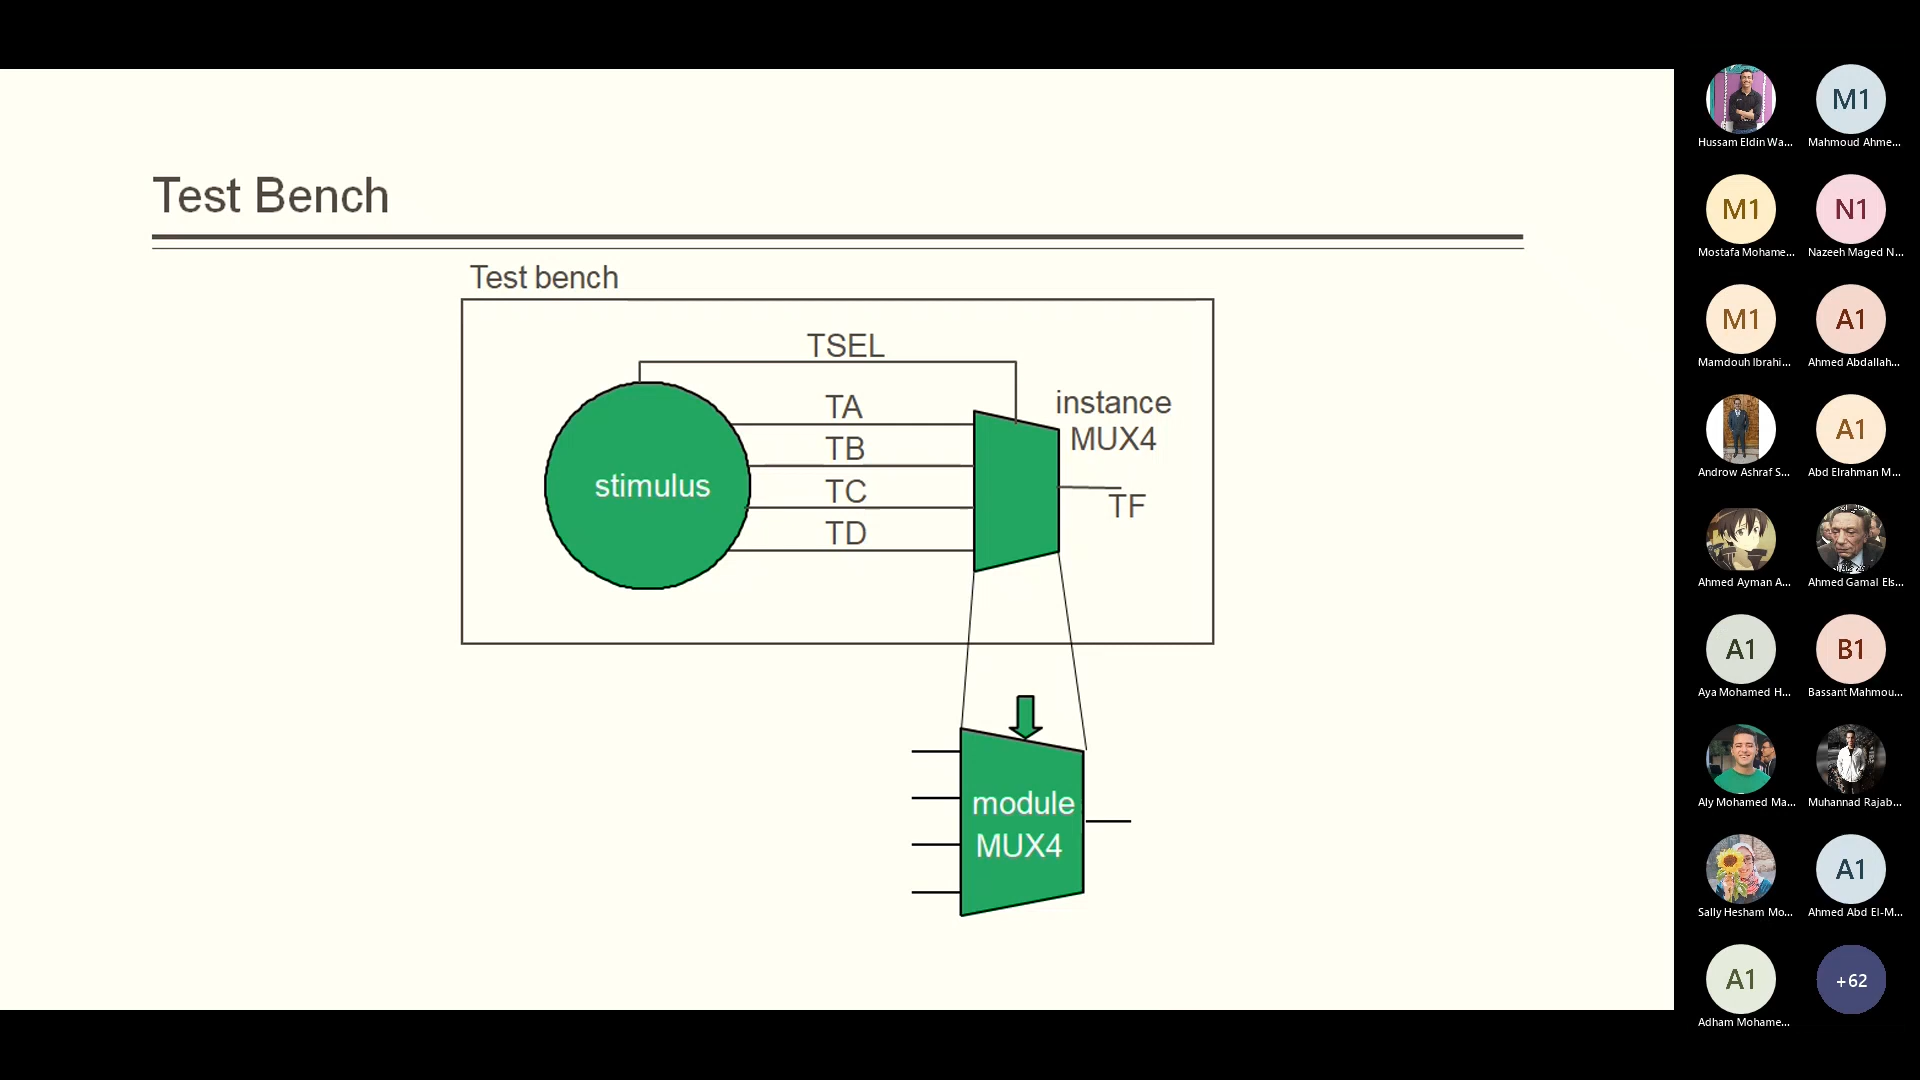 Test Bench
Test bench
TSEL
TA
instance
MUX4
TB
stimulus
TC
TF
TD
module
MUX4
Hussam Eldin Wa...
M1
Mahmoud Ahme...
M1
Mostafa Mohame...
N1
Nazeeh Maged N...
M1
Mamdouh Ibrahi...
A1
Ahmed Abdallah...
Androw Ashraf S...
A1
Abd Elrahman M...
Ahmed Ayman A...
Ahmed Gamal Els...
A1
Aya Mohamed H...
B1
Bassant Mahmou...
Aly Mohamed Ma...
Muhannad Rajab...
Sally Hesham Mo...
A1
Ahmed Abd El-M...
A1
Adham Mohame...
+62